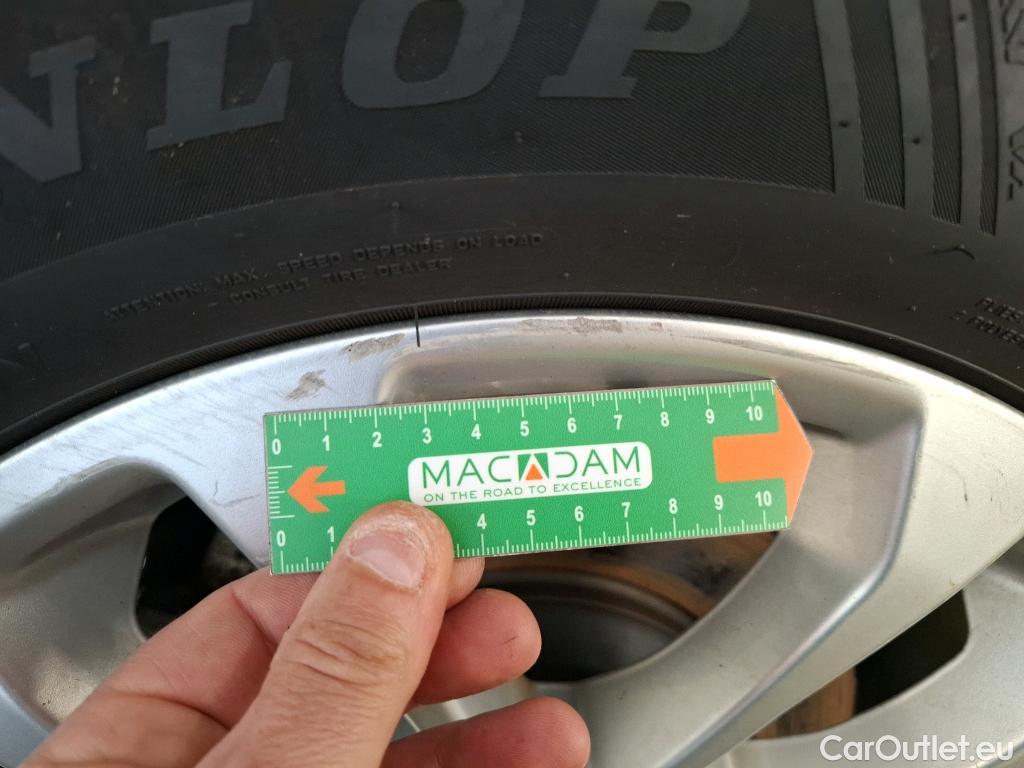 NLOP
ATTENTION: MAX. SPEED DEPENDS ON LOAD
- CONSULT TIRE DEALER
PLIES
0 1 2 3 4 5 6 7 8 9 10
MACADAM
ON THE ROAD TO EXCELLENCE
0 1 4 5 6 7 8 9 10
CarOutlet.eu